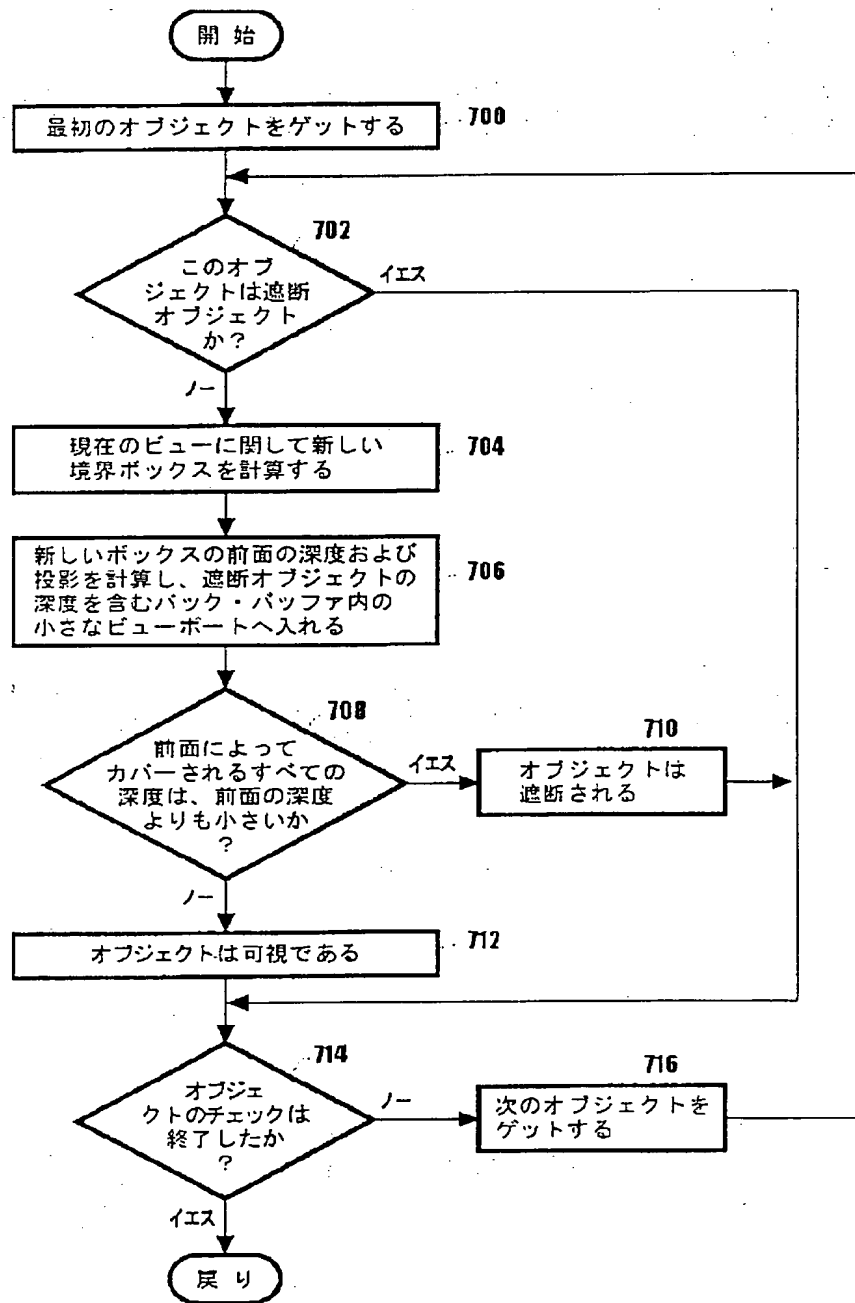 開始
最初のオブジェクトをゲットする
700
702
このオブ
ジェクトは遮断
オブジェクト
か?
イエス
ノー
現在のビューに関して新しい
境界ボックスを計算する
704
新しいボックスの前面の深度および
投影を計算し、遮断オブジェクトの
深度を含むバック・バッファ内の
小さなビューポートへ入れる
706
708
前面によって
カバーされるすべての
深度は、前面の深度
よりも小さいか
?
イエス
710
オブジェクトは
遮断される
ノー
オブジェクトは可視である
712
714
オブジェ
クトのチェックは
終了したか
?
ノー
716
次のオブジェクトを
ゲットする
イエス
戻り